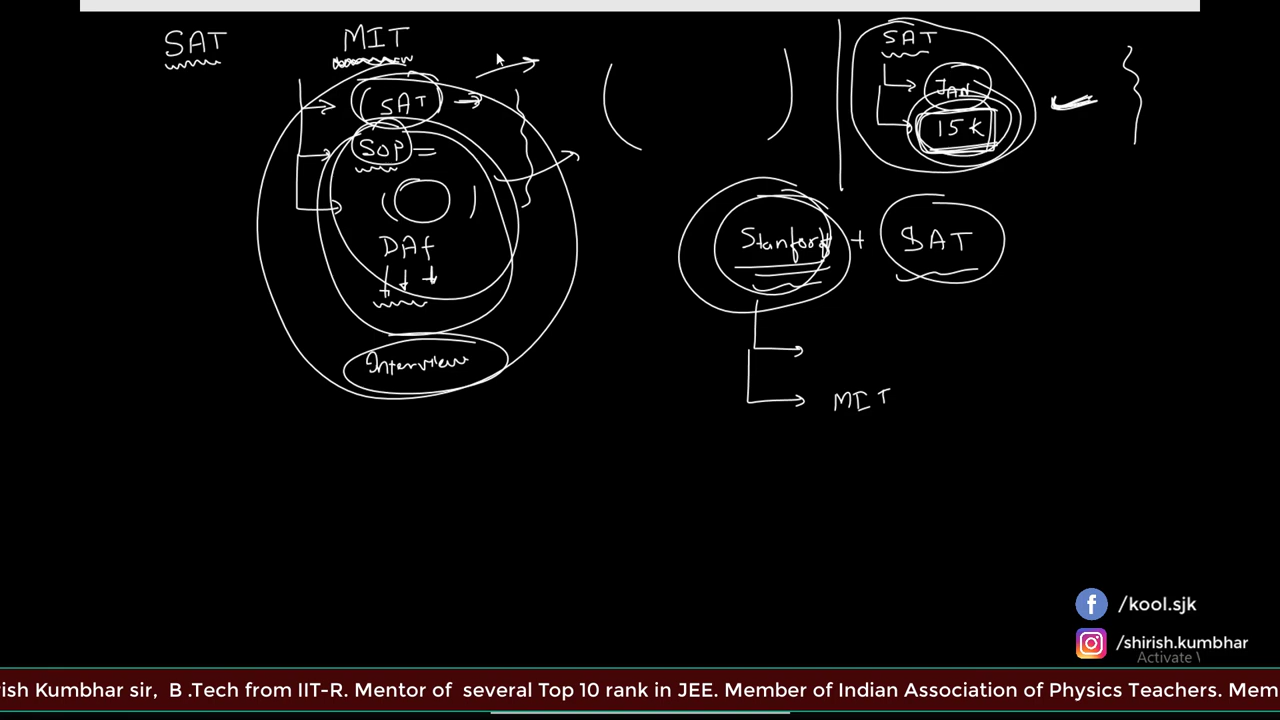 SAT
MIT
SAT
SOP
DAf
Interview
SAT
JAN
15K
Stanford + SAT
MIT
/kool.sjk
/shirish.kumbhar
Activate
ish Kumbhar sir, B .Tech from IIT-R. Mentor of several Top 10 rank in JEE. Member of Indian Association of Physics Teachers. Mem